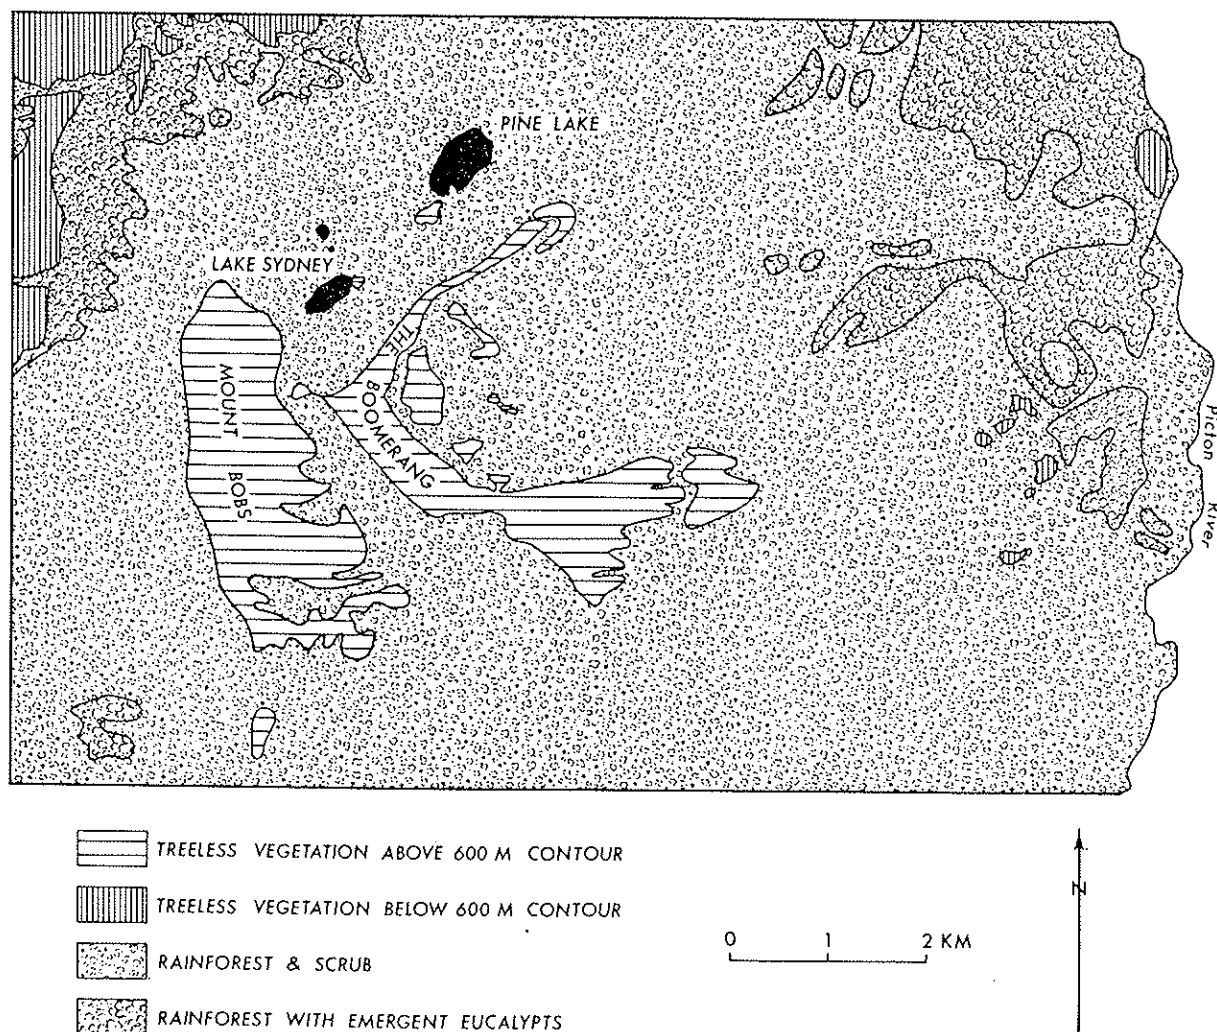 PINE LAKE
LAKE SYDNEY
THE
BOOMERANG
MOUNT BOBS
Picton River
TREELESS VEGETATION ABOVE 600 M CONTOUR
TREELESS VEGETATION BELOW 600 M CONTOUR
RAINFOREST & SCRUB
RAINFOREST WITH EMERGENT EUCALYPTS
0 1 2 KM
N